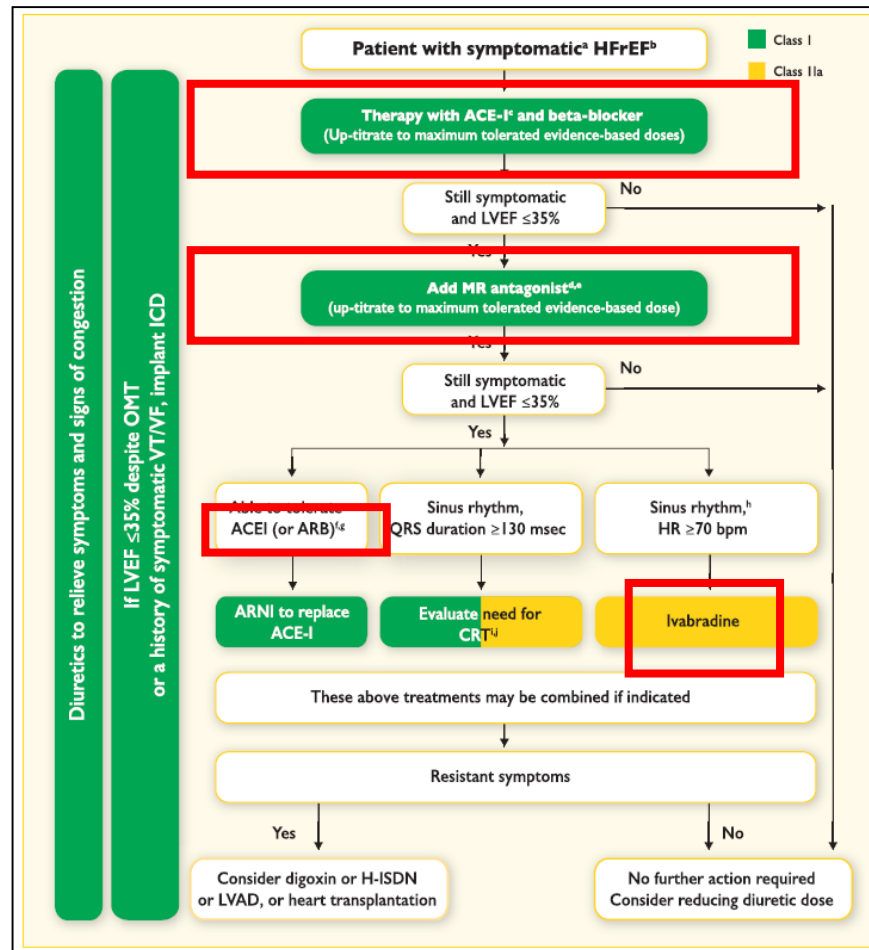 Patient with symptomatic^a HFrEF^b
Class I
Class IIa
Therapy with ACE-I^c and beta-blocker
(Up-titrate to maximum tolerated evidence-based doses)
Still symptomatic
and LVEF ≤35%
No
Yes
Add MR antagonist^d,e
(up-titrate to maximum tolerated evidence-based dose)
Yes
Still symptomatic
and LVEF ≤35%
No
Yes
Able to tolerate
ACEI (or ARB)^f,g
Sinus rhythm,
QRS duration ≥130 msec
Sinus rhythm,^h
HR ≥70 bpm
ARNI to replace
ACE-I
Evaluate need for
CRT^i,j
Ivabradine
These above treatments may be combined if indicated
Resistant symptoms
Yes
No
Consider digoxin or H-ISDN
or LVAD, or heart transplantation
No further action required
Consider reducing diuretic dose
Diuretics to relieve symptoms and signs of congestion
If LVEF ≤35% despite OMT
or a history of symptomatic VT/VF, implant ICD